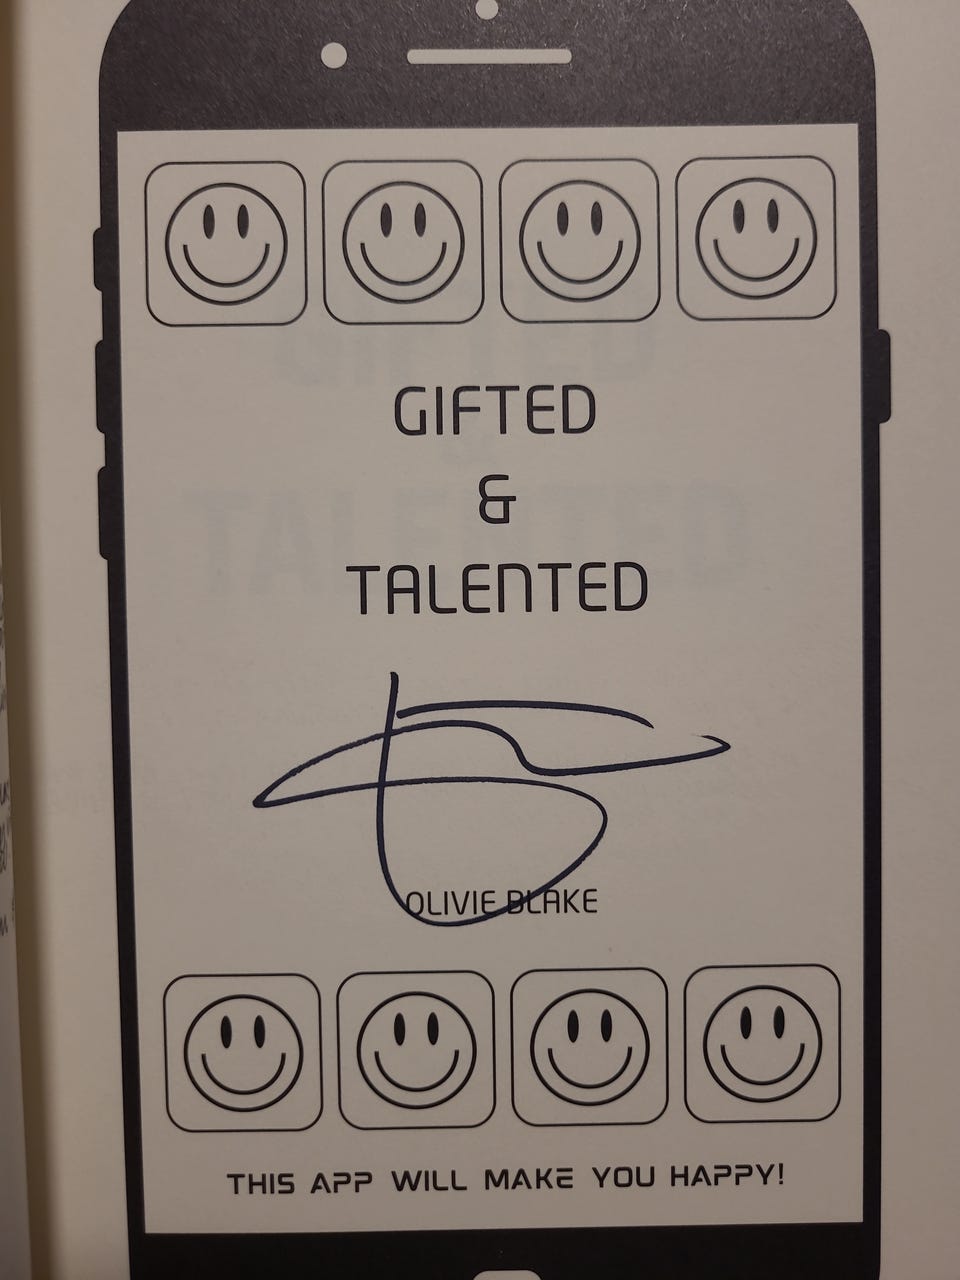 GIFTED
&
TALENTED
OLIVIE BLAKE
THIS APP WILL MAKE YOU HAPPY!